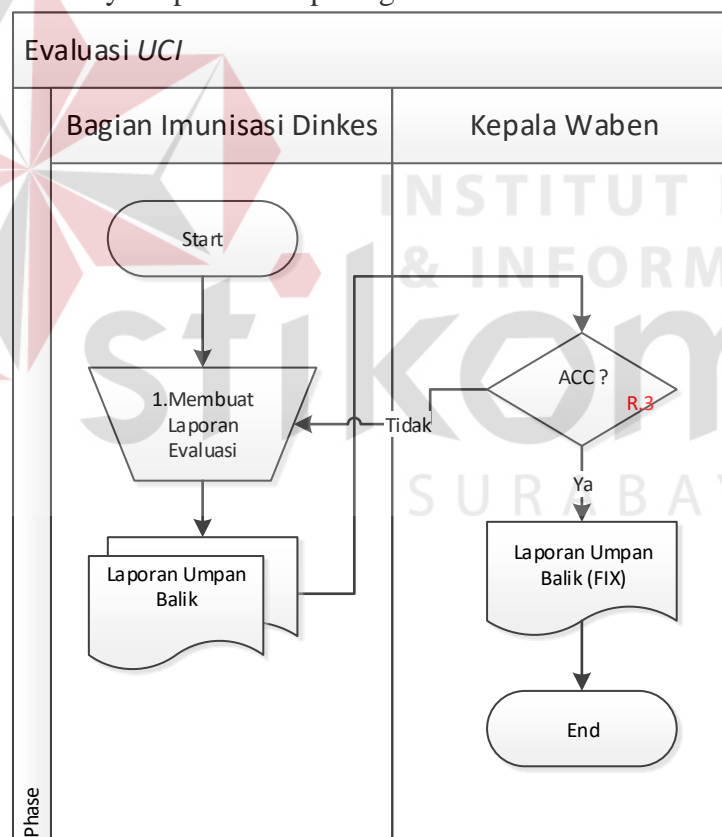 Evaluasi UCI
Bagian Imunisasi Dinkes
Kepala Waben
INSTITUT
& INFORM
stikom
SURABAY
Start
1.Membuat
Laporan
Evaluasi
Laporan Umpan
Balik
ACC ?
R.3
Tidak
Ya
Laporan Umpan
Balik (FIX)
End
Phase